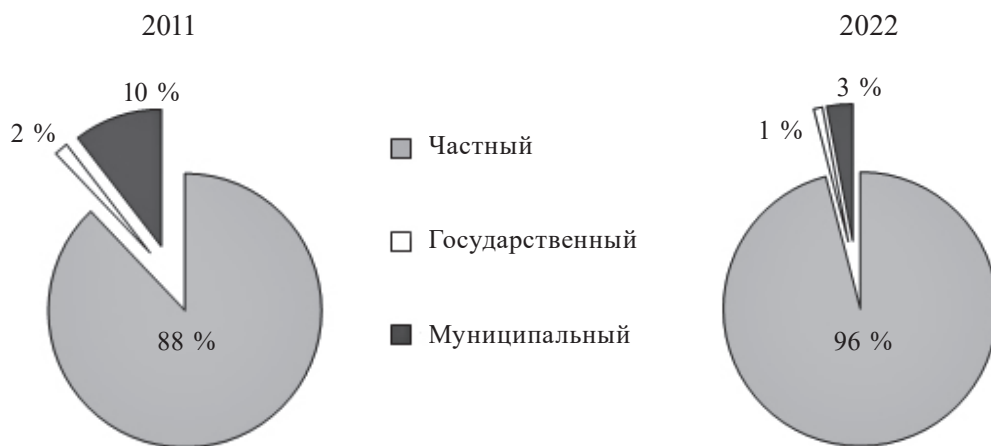 2011
10 %
2 %
88 %
Частный
Государственный
Муниципальный
2022
3 %
1 %
96 %